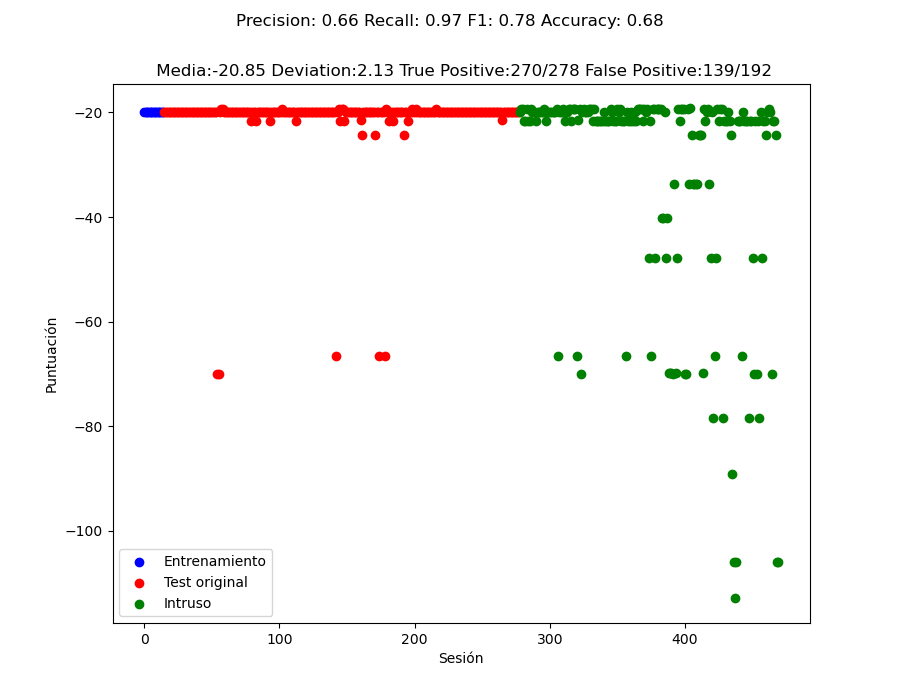 Precision: 0.66 Recall: 0.97 F1: 0.78 Accuracy: 0.68
Media:-20.85 Deviation:2.13 True Positive:270/278 False Positive:139/192
−20
−40
−60
−80
−100
Puntuación
Entrenamiento
Test original
Intruso
0
100
200
300
400
Sesión